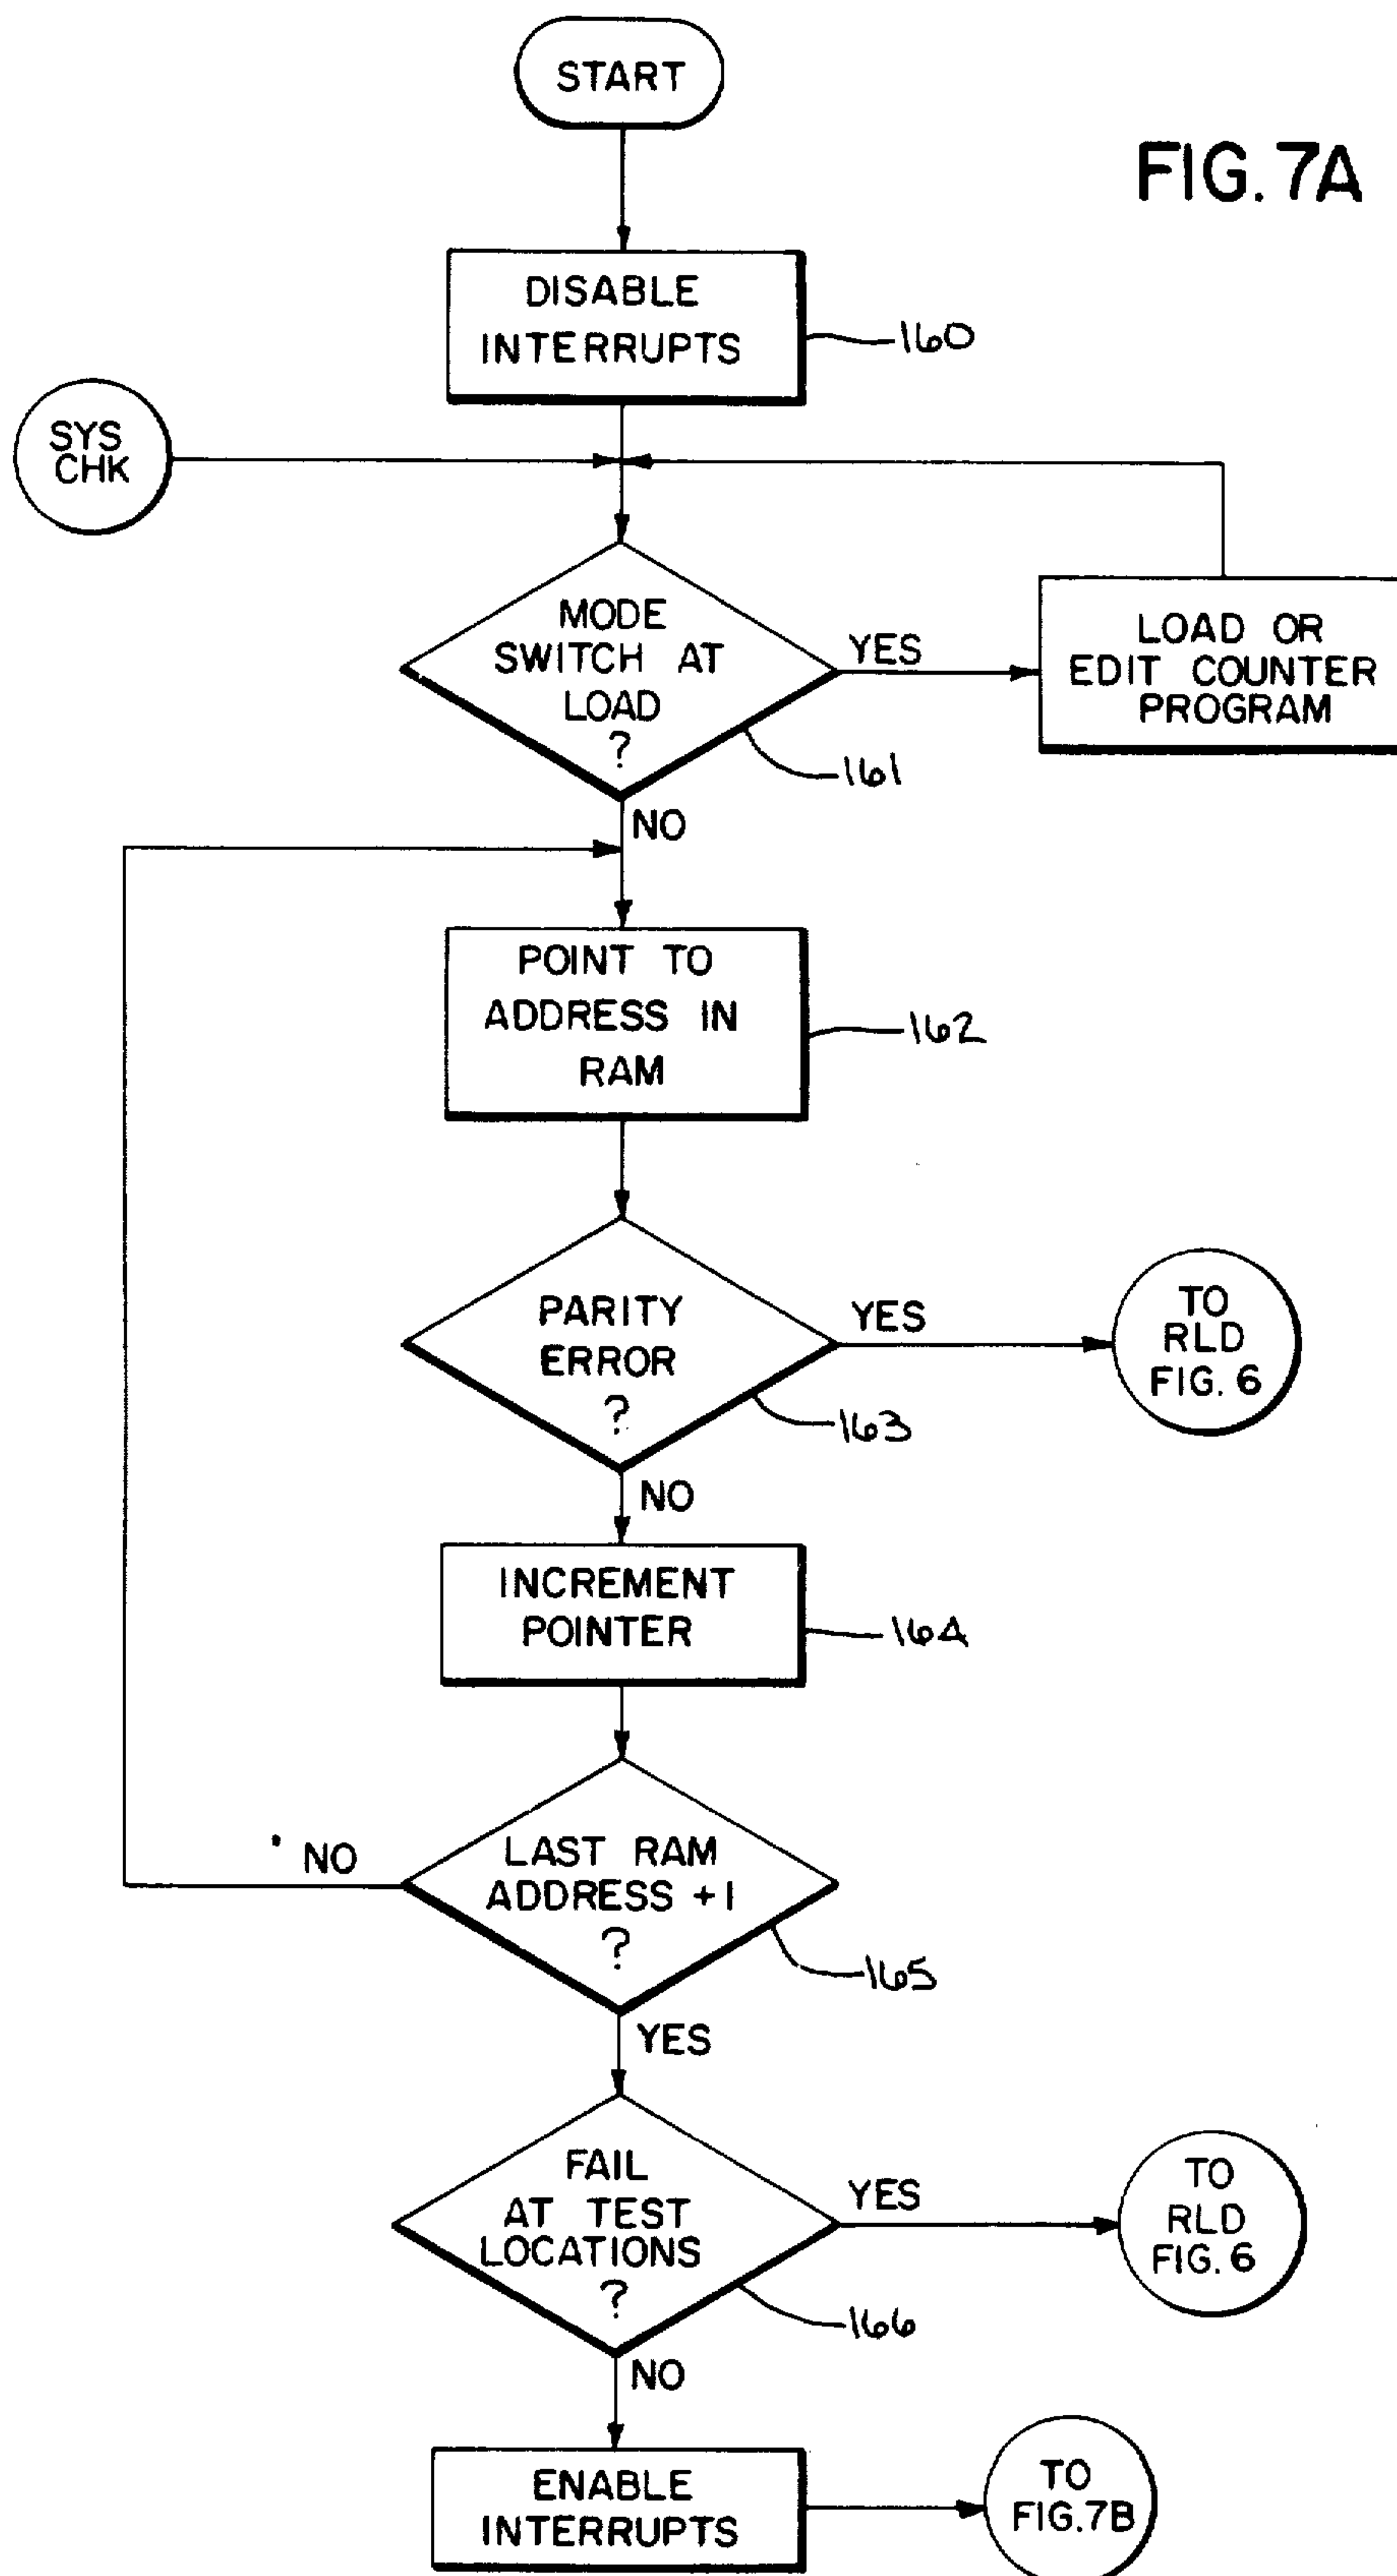 START
FIG. 7A
DISABLE
INTERRUPTS
160
SYS
CHK
MODE
SWITCH AT
LOAD
?
YES
LOAD OR
EDIT COUNTER
PROGRAM
161
NO
POINT TO
ADDRESS IN
RAM
162
PARITY
ERROR
?
YES
TO
RLD
FIG. 6
163
NO
INCREMENT
POINTER
164
LAST RAM
ADDRESS +1
?
NO
165
YES
FAIL
AT TEST
LOCATIONS
?
YES
TO
RLD
FIG. 6
166
NO
ENABLE
INTERRUPTS
TO
FIG. 7B